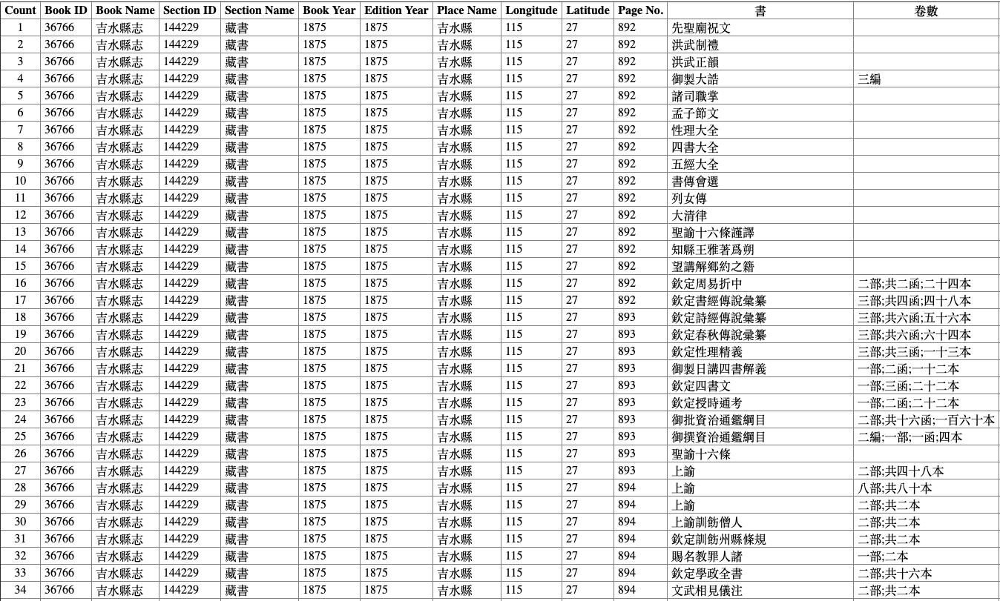 Count Book ID Book Name Section ID Section Name Book Year Edition Year Place Name Longitude Latitude Page No. 書 卷數
1 36766 吉水縣志 144229 藏書 1875 1875 吉水縣 115 27 892 先聖廟祝文
2 36766 吉水縣志 144229 藏書 1875 1875 吉水縣 115 27 892 洪武制禮
3 36766 吉水縣志 144229 藏書 1875 1875 吉水縣 115 27 892 洪武正韻
4 36766 吉水縣志 144229 藏書 1875 1875 吉水縣 115 27 892 御製大誥 三編
5 36766 吉水縣志 144229 藏書 1875 1875 吉水縣 115 27 892 諸司職掌
6 36766 吉水縣志 144229 藏書 1875 1875 吉水縣 115 27 892 孟子節文
7 36766 吉水縣志 144229 藏書 1875 1875 吉水縣 115 27 892 性理大全
8 36766 吉水縣志 144229 藏書 1875 1875 吉水縣 115 27 892 四書大全
9 36766 吉水縣志 144229 藏書 1875 1875 吉水縣 115 27 892 五經大全
10 36766 吉水縣志 144229 藏書 1875 1875 吉水縣 115 27 892 書傳會選
11 36766 吉水縣志 144229 藏書 1875 1875 吉水縣 115 27 892 列女傳
12 36766 吉水縣志 144229 藏書 1875 1875 吉水縣 115 27 892 大清律
13 36766 吉水縣志 144229 藏書 1875 1875 吉水縣 115 27 892 聖諭十六條謹譯
14 36766 吉水縣志 144229 藏書 1875 1875 吉水縣 115 27 892 知縣王雅著爲朔
15 36766 吉水縣志 144229 藏書 1875 1875 吉水縣 115 27 892 望講解鄉約之籍
16 36766 吉水縣志 144229 藏書 1875 1875 吉水縣 115 27 892 欽定周易折中 二部;共二函;二十四本
17 36766 吉水縣志 144229 藏書 1875 1875 吉水縣 115 27 892 欽定書經傳說彙纂 三部;共四函;四十八本
18 36766 吉水縣志 144229 藏書 1875 1875 吉水縣 115 27 893 欽定詩經傳說彙纂 三部;共六函;五十六本
19 36766 吉水縣志 144229 藏書 1875 1875 吉水縣 115 27 893 欽定春秋傳說彙纂 三部;共六函;六十四本
20 36766 吉水縣志 144229 藏書 1875 1875 吉水縣 115 27 893 欽定性理精義 三部;共三函;一十三本
21 36766 吉水縣志 144229 藏書 1875 1875 吉水縣 115 27 893 御製日講四書解義 一部;二函;一十二本
22 36766 吉水縣志 144229 藏書 1875 1875 吉水縣 115 27 893 欽定四書文 一部;三函;二十二本
23 36766 吉水縣志 144229 藏書 1875 1875 吉水縣 115 27 893 欽定授時通考 一部;二函;二十二本
24 36766 吉水縣志 144229 藏書 1875 1875 吉水縣 115 27 893 御批資治通鑑綱目 二部;共十六函;一百六十本
25 36766 吉水縣志 144229 藏書 1875 1875 吉水縣 115 27 893 御撰資治通鑑綱目 二編;一部;一函;四本
26 36766 吉水縣志 144229 藏書 1875 1875 吉水縣 115 27 893 聖諭十六條
27 36766 吉水縣志 144229 藏書 1875 1875 吉水縣 115 27 893 上諭 二部;共四十八本
28 36766 吉水縣志 144229 藏書 1875 1875 吉水縣 115 27 894 上諭 八部;共八十本
29 36766 吉水縣志 144229 藏書 1875 1875 吉水縣 115 27 894 上諭 二部;共二本
30 36766 吉水縣志 144229 藏書 1875 1875 吉水縣 115 27 894 上諭訓飭僧人 二部;共二本
31 36766 吉水縣志 144229 藏書 1875 1875 吉水縣 115 27 894 欽定訓飭州縣條規 二部;共二本
32 36766 吉水縣志 144229 藏書 1875 1875 吉水縣 115 27 894 賜名教罪人諸 一部;二本
33 36766 吉水縣志 144229 藏書 1875 1875 吉水縣 115 27 894 欽定學政全書 二部;共十六本
34 36766 吉水縣志 144229 藏書 1875 1875 吉水縣 115 27 894 文武相見儀注 二部;共二本